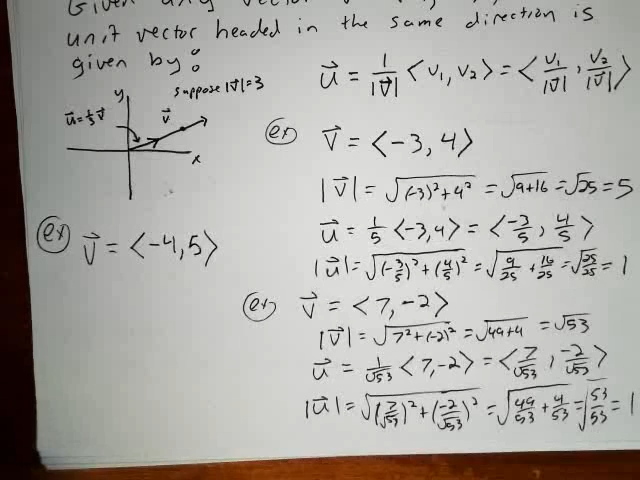 Given any vector
unit vector headed in the same direction is
given by:
u⃗ = 1/|v⃗| <v₁, v₂> = <v₁/|v⃗|, v₂/|v⃗|>
suppose |v⃗|=3
y
u⃗=⅓v⃗
v⃗
x
ex
v⃗ = <-3, 4>
|v⃗| = √((-3)²+4²) = √(9+16) = √25 = 5
u⃗ = 1/5 <-3,4> = <-3/5, 4/5>
|u⃗| = √((-3/5)²+(4/5)²) = √(9/25 + 16/25) = √(25/25) = 1
ex
v⃗ = <-4,5>
ex
v⃗ = <7,-2>
|v⃗| = √(7²+(-2)²) = √(49+4) = √53
u⃗ = 1/√53 <7,-2> = <7/√53, -2/√53>
|u⃗| = √((7/√53)²+(-2/√53)²) = √(49/53 + 4/53) = √(53/53) = 1